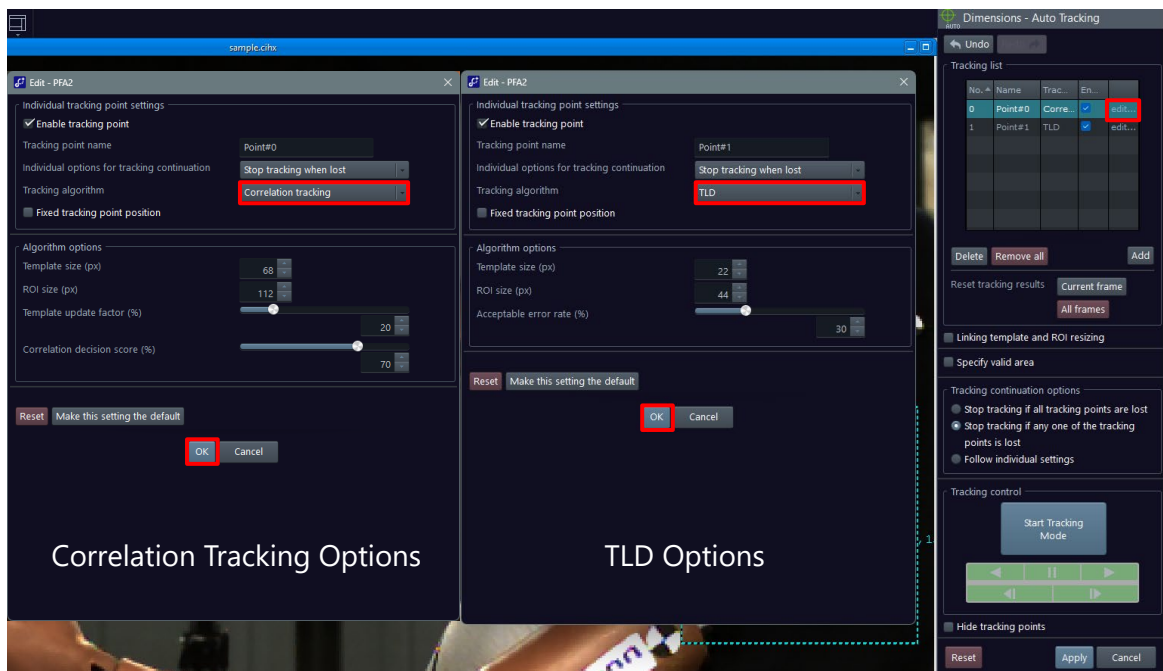 sample.cihx
Edit - PFA2
Individual tracking point settings
Enable tracking point
Tracking point name
Point#0
Individual options for tracking continuation
Stop tracking when lost
Tracking algorithm
Correlation tracking
Fixed tracking point position
Algorithm options
Template size (px)
68
ROI size (px)
112
Template update factor (%)
20
Correlation decision score (%)
70
Reset
Make this setting the default
OK
Cancel
Correlation Tracking Options
Edit - PFA2
Individual tracking point settings
Enable tracking point
Tracking point name
Point#1
Individual options for tracking continuation
Stop tracking when lost
Tracking algorithm
TLD
Fixed tracking point position
Algorithm options
Template size (px)
22
ROI size (px)
44
Acceptable error rate (%)
30
Reset
Make this setting the default
OK
Cancel
TLD Options
AUTO
Dimensions - Auto Tracking
Undo
Tracking list
No. Name Trac... En...
0 Point#0 Corre... edit...
1 Point#1 TLD edit...
Delete
Remove all
Add
Reset tracking results
Current frame
All frames
Linking template and ROI resizing
Specify valid area
Tracking continuation options
Stop tracking if all tracking points are lost
Stop tracking if any one of the tracking
points is lost
Follow individual settings
Tracking control
Start Tracking
Mode
Hide tracking points
Reset
Apply
Cancel